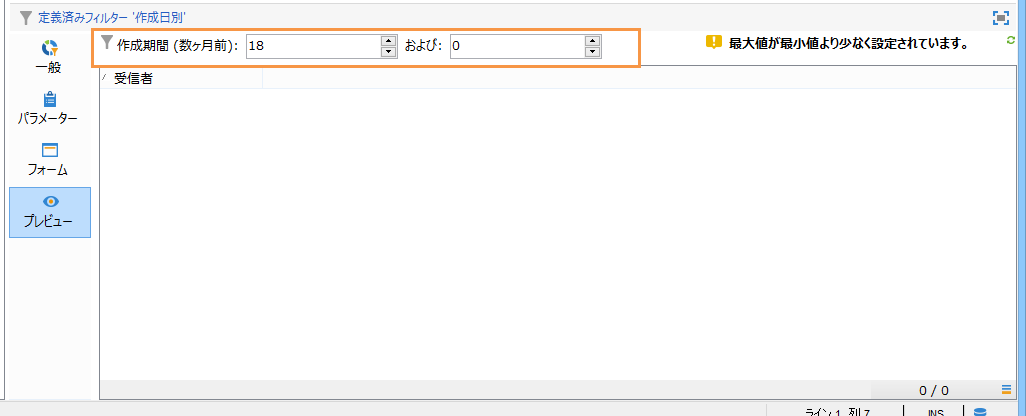 定義済みフィルター '作成日別'
作成期間 (数ヶ月前): 18 および: 0
最大値が最小値より少なく設定されています。
一般
受信者
パラメーター
フォーム
プレビュー
0 / 0
ライン 1, 列 7 INS